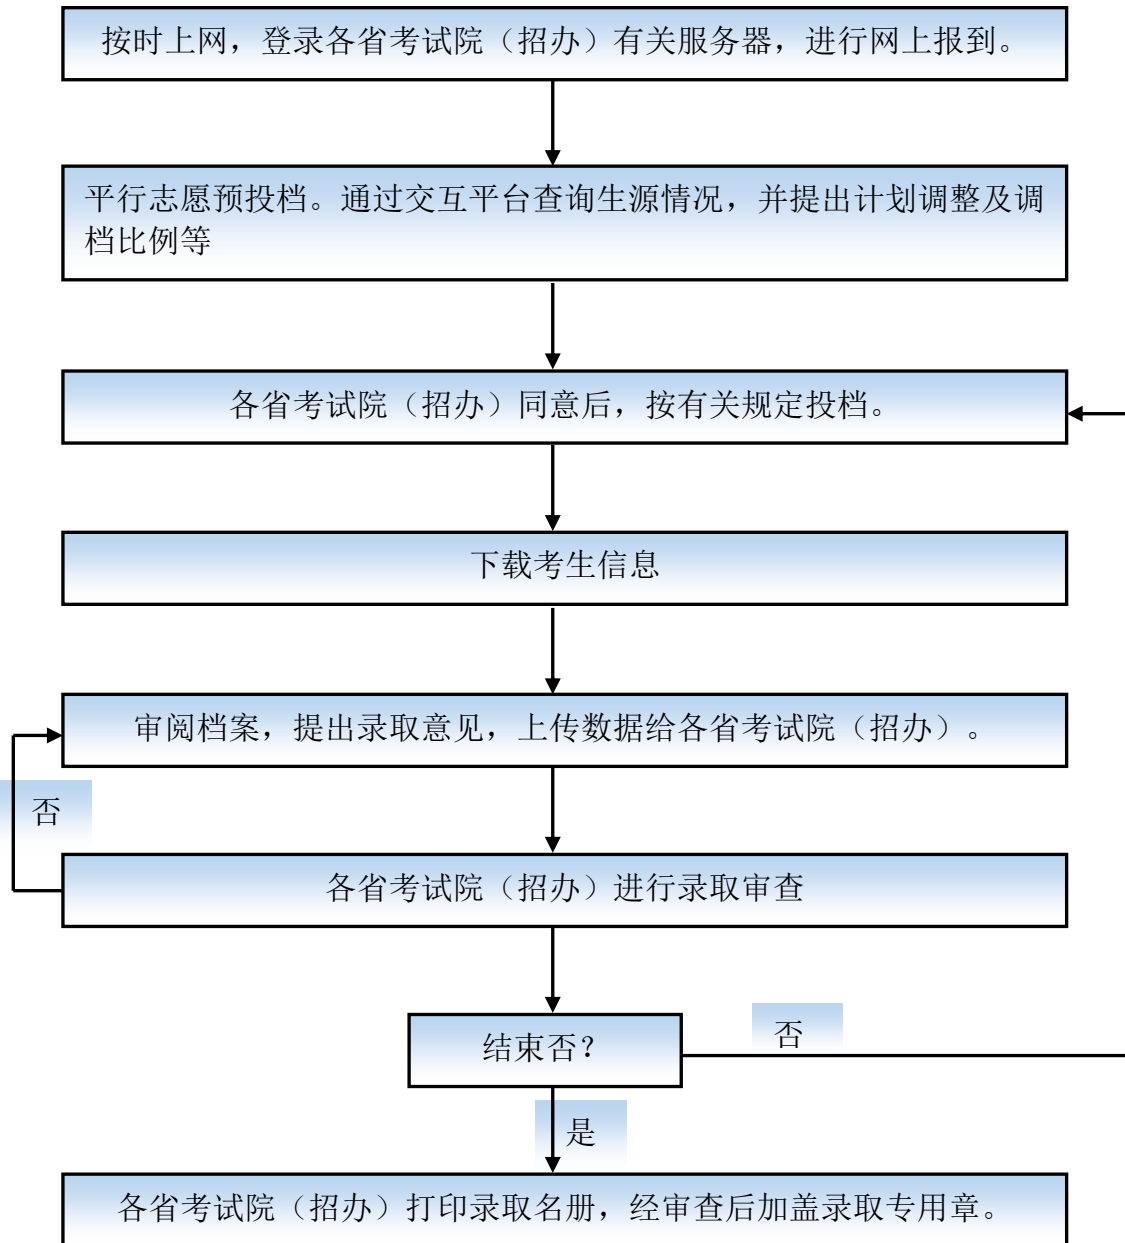 按时上网，登录各省考试院（招办）有关服务器，进行网上报到。
平行志愿预投档。通过交互平台查询生源情况，并提出计划调整及调
档比例等
各省考试院（招办）同意后，按有关规定投档。
下载考生信息
审阅档案，提出录取意见，上传数据给各省考试院（招办）。
否
各省考试院（招办）进行录取审查
结束否？
否
是
各省考试院（招办）打印录取名册，经审查后加盖录取专用章。